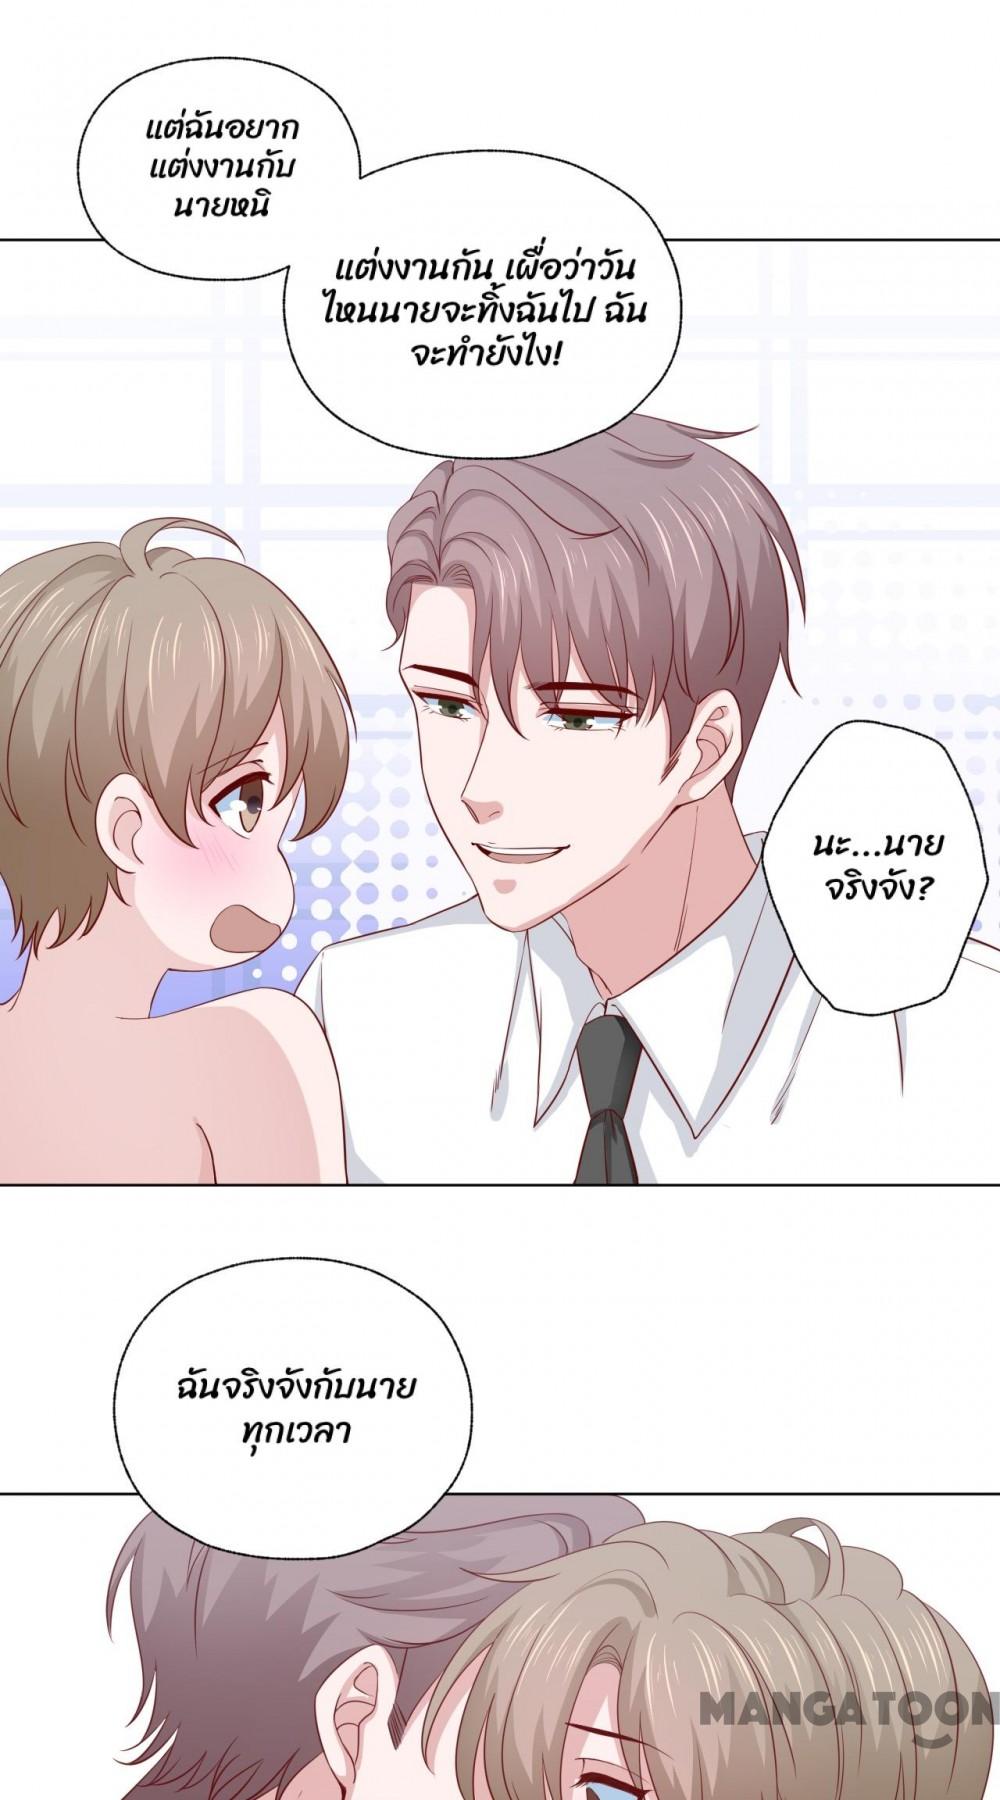 แต่ฉันอยาก
แต่งงานกับ
นายหนิ
แต่งงานกัน เผื่อว่าวัน
ไหนนายจะทิ้งฉันไป ฉัน
จะทำยังไง!
นะ...นาย
จริงจัง?
ฉันจริงจังกับนาย
ทุกเวลา
MANGATOON